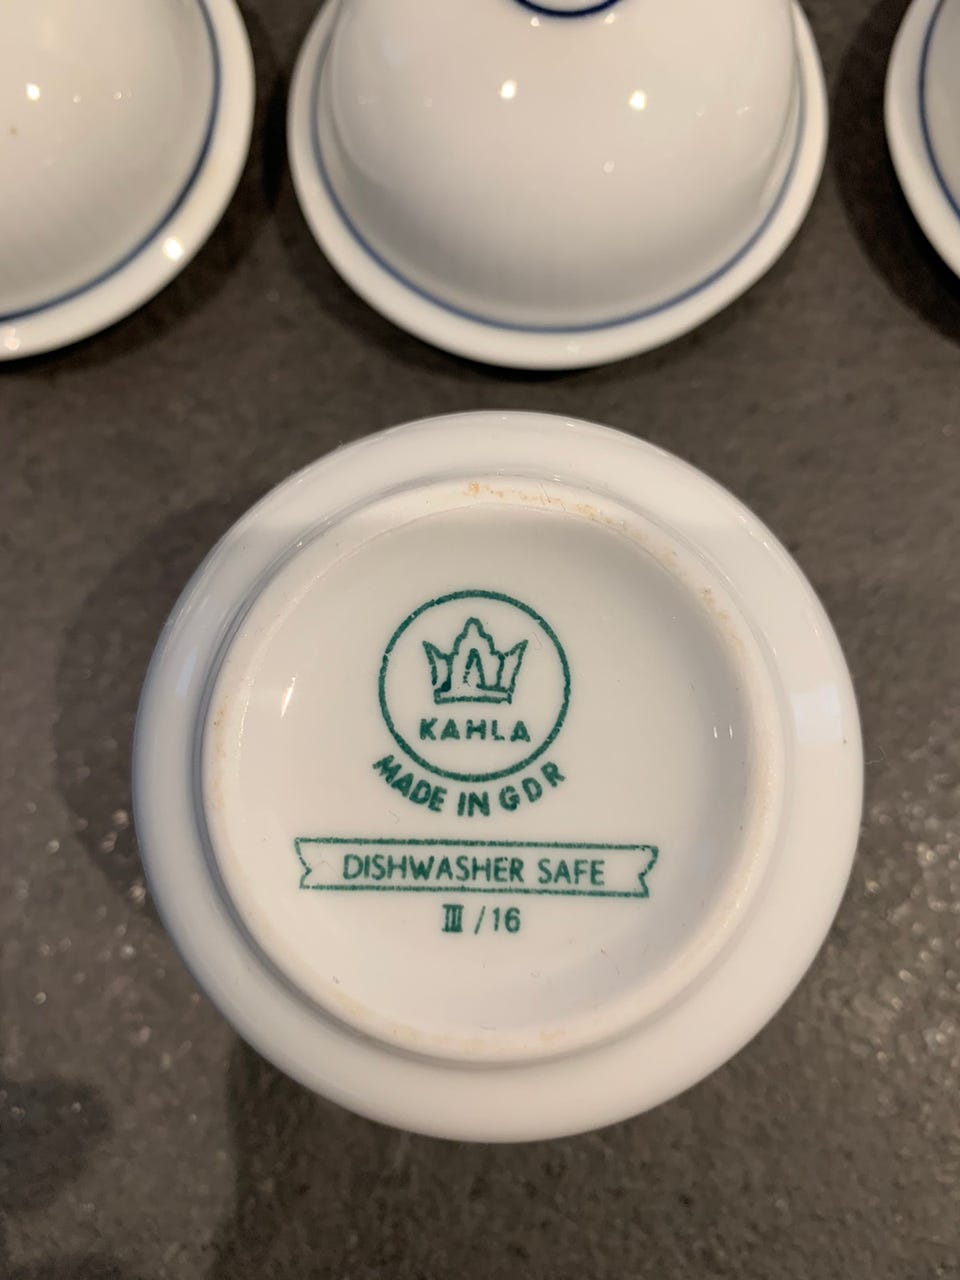 KAHLA
MADE IN GDR
DISHWASHER SAFE
III / 16